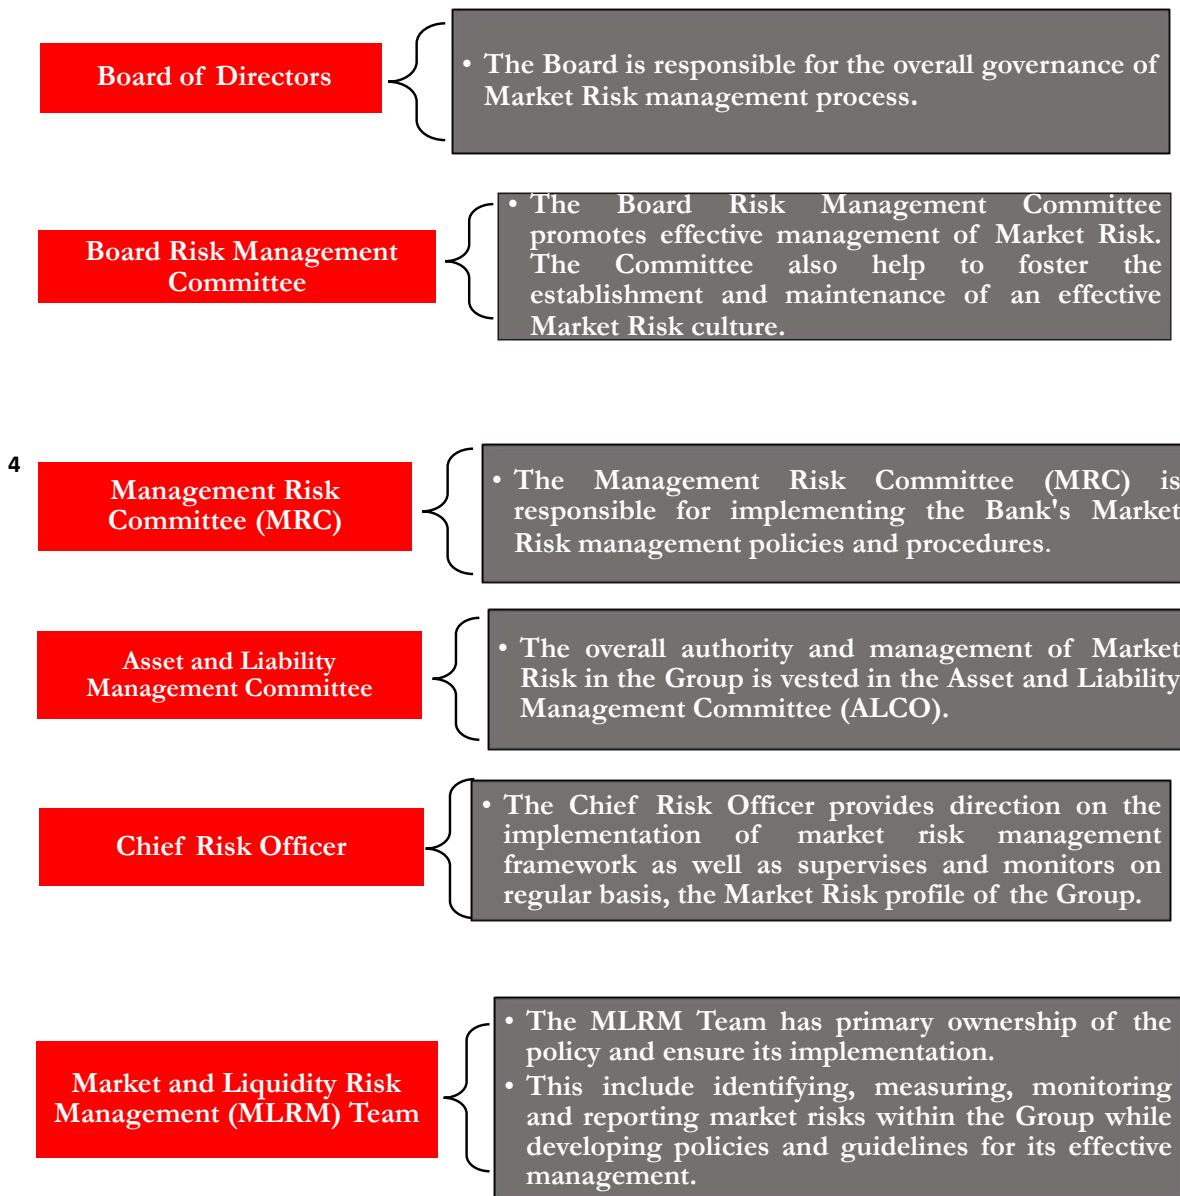 Board of Directors
• The Board is responsible for the overall governance of
Market Risk management process.
Board Risk Management
Committee
• The Board Risk Management Committee
promotes effective management of Market Risk.
The Committee also help to foster the
establishment and maintenance of an effective
Market Risk culture.
4
Management Risk
Committee (MRC)
• The Management Risk Committee (MRC) is
responsible for implementing the Bank's Market
Risk management policies and procedures.
Asset and Liability
Management Committee
• The overall authority and management of Market
Risk in the Group is vested in the Asset and Liability
Management Committee (ALCO).
Chief Risk Officer
• The Chief Risk Officer provides direction on the
implementation of market risk management
framework as well as supervises and monitors on
regular basis, the Market Risk profile of the Group.
Market and Liquidity Risk
Management (MLRM) Team
• The MLRM Team has primary ownership of the
policy and ensure its implementation.
• This include identifying, measuring, monitoring
and reporting market risks within the Group while
developing policies and guidelines for its effective
management.